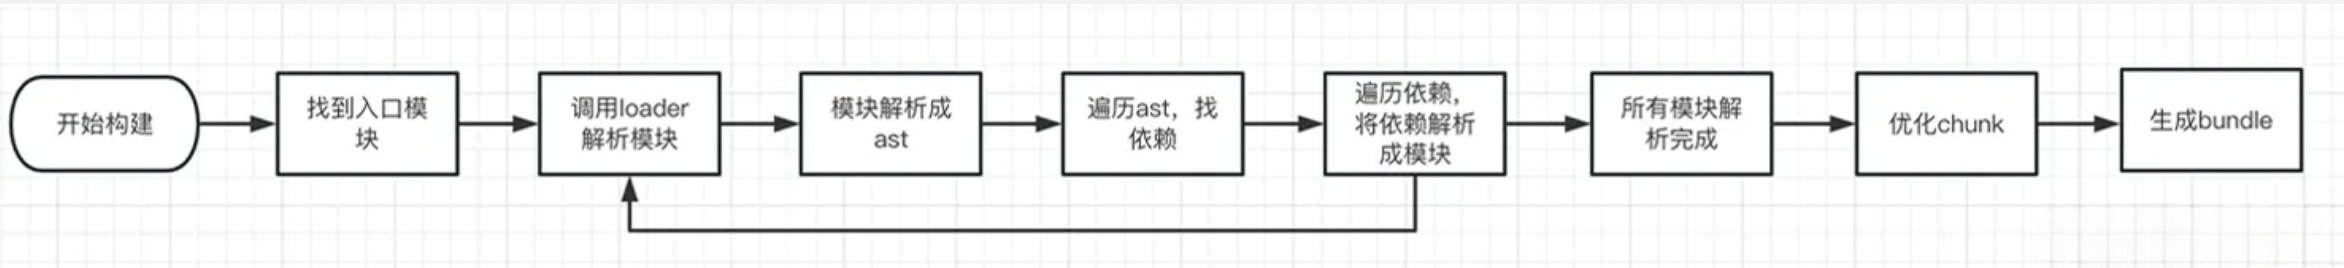 开始构建
找到入口模
块
调用loader
解析模块
模块解析成
ast
遍历ast，找
依赖
遍历依赖，
将依赖解析
成模块
所有模块解
析完成
优化chunk
生成bundle